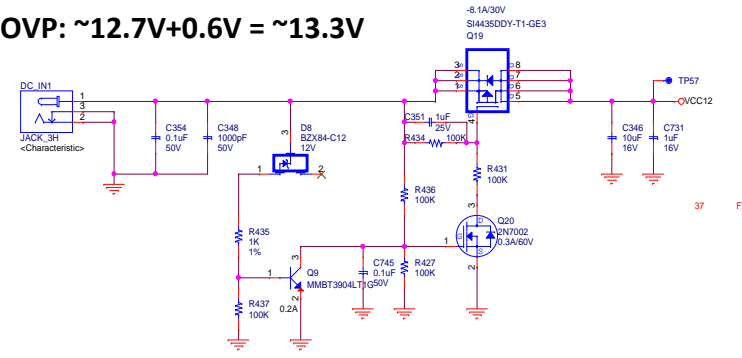 OVP: ~12.7V+0.6V = ~13.3V
-8.1A/30V
SI4435DDY-T1-GE3
Q19
3
2
1
S
S
S
G
4
D
D
D
D
8
7
6
5
TP57
VCC12
DC_IN1
1
3
2
JACK_3H
<Characteristic>
C354
0.1uF
50V
C348
1000pF
50V
D8
BZX84-C12
12V
3
1
2
C351
1uF
25V
R434
100K
R436
100K
R431
100K
C346
10uF
16V
C731
1uF
16V
37
F
R435
1K
1%
Q9
MMBT3904LT1G
3
1
2
0.2A
C745
0.1uF
50V
R427
100K
R437
100K
Q20
2N7002
0.3A/60V
3
D
G
S
1
2